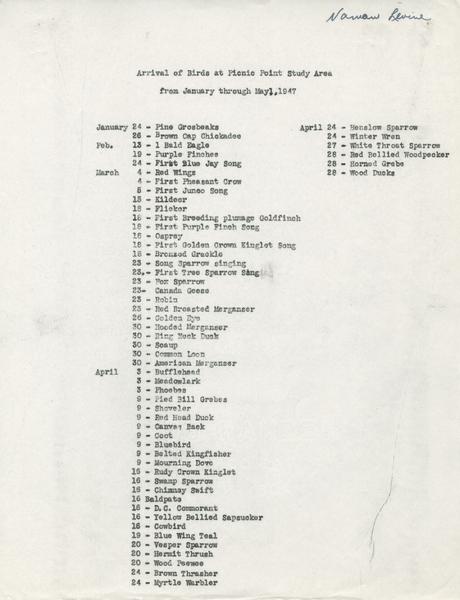 Naman Levine
Arrival of Birds at Picnic Point Study Area
from January through May1,1947
January 24 - Pine Grosbeaks
26 - Brown Cap Chickadee
Feb. 13 - 1 Bald Eagle
19 - Purple Finches
24 - First Blue Jay Song
March 4 - Red Wings
4 - First Pheasant Crow
5 - First Junco Song
13 - Kildeer
18 - Flicker
18 - First Breeding plumage Goldfinch
18 - First Purple Finch Song
16 - Osprey
18 - First Golden Crown Kinglet Song
18 - Bronzed Grackle
23 - Song Sparrow singing
23 - First Tree Sparrow Sing
23 - Fox Sparrow
23- Canada Geese
23 - Robin
23 - Red Breasted Merganser
26 - Golden Eye
30 - Hooded Merganser
30 - Ring Neck Duck
30 - Scaup
30 - Common Loon
30 - American Merganser
April 3 - Bufflehead
3 - Meadowlark
3 - Phoebes
9 - Pied Bill Grebes
9 - Shoveler
9 - Red Head Duck
9 - Canvas Back
9 - Coot
9 - Bluebird
9 - Belted Kingfisher
9 - Mourning Dove
16 - Rudy Crown Kinglet
16 - Swamp Sparrow
16 - Chimney Swift
16 Baldpate
16 - D.C. Commorant
16 - Yellow Bellied Sapsucker
16 - Cowbird
19 - Blue Wing Teal
20 - Vesper Sparrow
20 - Hermit Thrush
20 - Wood Peewee
24 - Brown Thrasher
24 - Myrtle Warbler
April 24 - Henslow Sparrow
24 - Winter Wren
27 - White Throat Sparrow
28 - Red Bellied Woodpecker
28 - Horned Grebe
28 - Wood Ducks